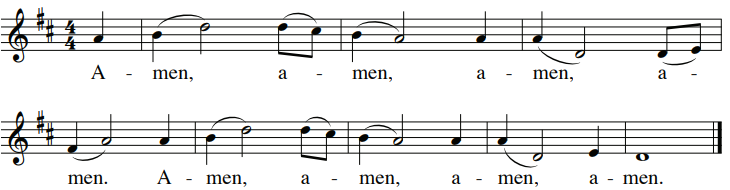 A - men, a - men, a - men, a -
men. A - men, a - men, a - men, a - men.